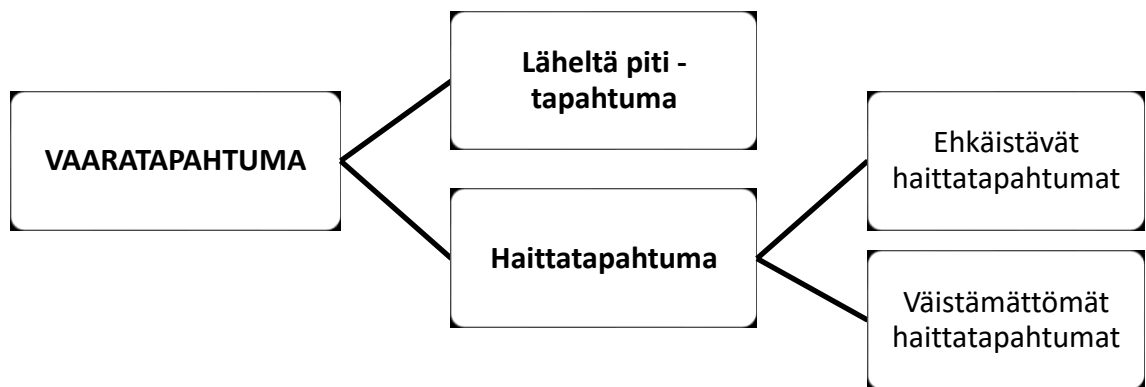 VAARATAPAHTUMA
Läheltä piti -
tapahtuma
Haittatapahtuma
Ehkäistävät
haittatapahtumat
Väistämättömät
haittatapahtumat